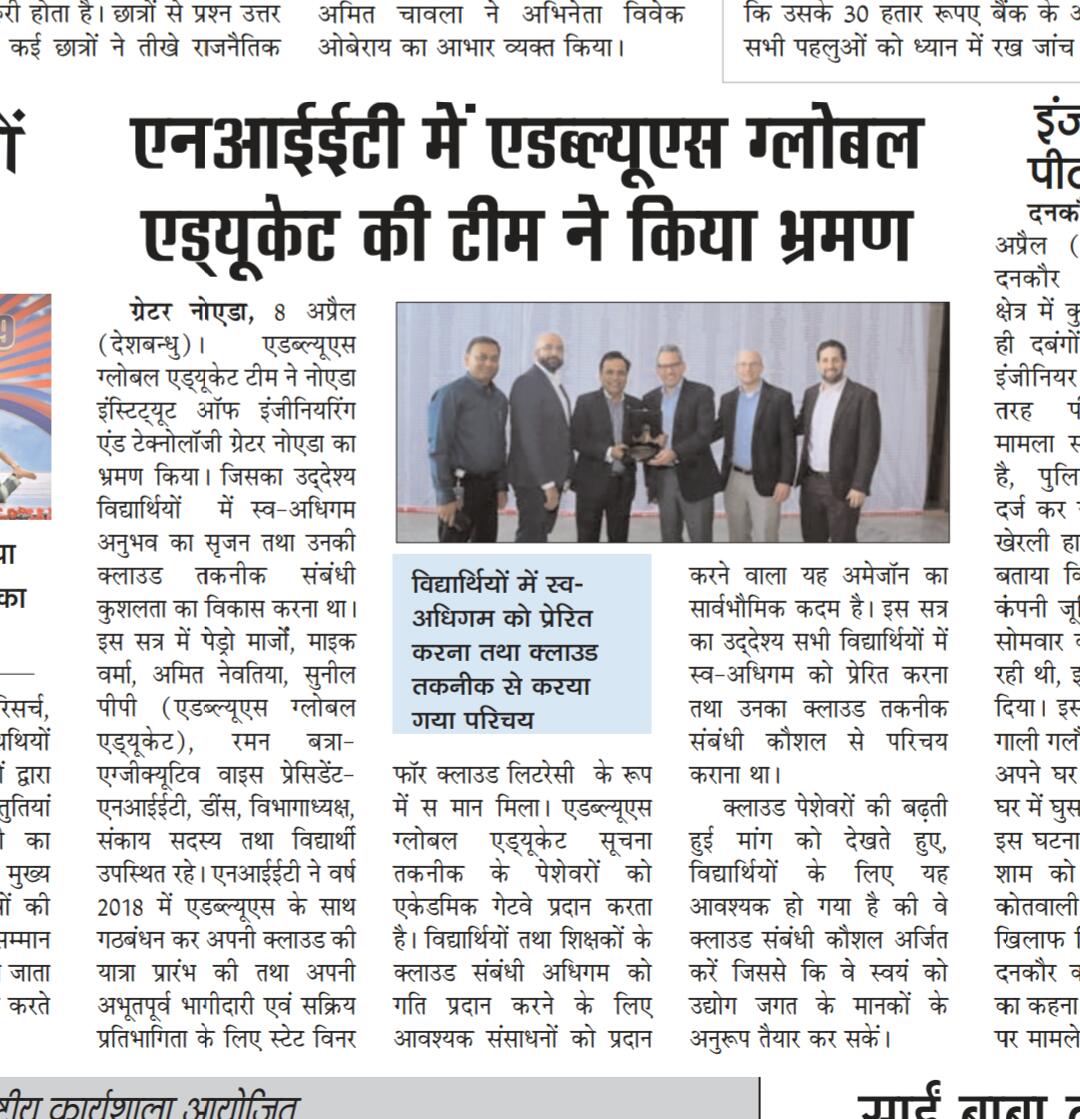 री होता है। छात्रों से प्रश्न उत्तर
कई छात्रों ने तीखे राजनैतिक
अमित चावला ने अभिनेता विवेक
ओबेराय का आभार व्यक्त किया।
कि उसके 30 हतार रूपए बैंक के
सभी पहलुओं को ध्यान में रख जांच
एनआईईटी में एडब्ल्यूएस ग्लोबल
एड्यूकेट की टीम ने किया भ्रमण
ग्रेटर नोएडा, 8 अप्रैल
(देशबन्धु)। एडब्ल्यूएस
ग्लोबल एड्यूकेट टीम ने नोएडा
इंस्टिट्यूट ऑफ इंजीनियरिंग
एंड टेक्नोलॉजी ग्रेटर नोएडा का
भ्रमण किया। जिसका उद्देश्य
विद्यार्थियों में स्व-अधिगम
अनुभव का सृजन तथा उनकी
क्लाउड तकनीक संबंधी
कुशलता का विकास करना था।
इस सत्र में पेड्रो मार्जों, माइक
वर्मा, अमित नेवतिया, सुनील
पीपी (एडब्ल्यूएस ग्लोबल
एड्यूकेट), रमन बत्रा-
एग्जीक्यूटिव वाइस प्रेसिडेंट-
एनआईईटी, डींस, विभागाध्यक्ष,
संकाय सदस्य तथा विद्यार्थी
उपस्थित रहे। एनआईईटी ने वर्ष
2018 में एडब्ल्यूएस के साथ
गठबंधन कर अपनी क्लाउड की
यात्रा प्रारंभ की तथा अपनी
अभूतपूर्व भागीदारी एवं सक्रिय
प्रतिभागिता के लिए स्टेट विनर
विद्यार्थियों में स्व-
अधिगम को प्रेरित
करना तथा क्लाउड
तकनीक से करया
गया परिचय
फॉर क्लाउड लिटरेसी के रूप
में स मान मिला। एडब्ल्यूएस
ग्लोबल एड्यूकेट सूचना
तकनीक के पेशेवरों को
एकेडमिक गेटवे प्रदान करता
है। विद्यार्थियों तथा शिक्षकों के
क्लाउड संबंधी अधिगम को
गति प्रदान करने के लिए
आवश्यक संसाधनों को प्रदान
करने वाला यह अमेजॉन का
सार्वभौमिक कदम है। इस सत्र
का उद्देश्य सभी विद्यार्थियों में
स्व-अधिगम को प्रेरित करना
तथा उनका क्लाउड तकनीक
संबंधी कौशल से परिचय
कराना था।
क्लाउड पेशेवरों की बढ़ती
हुई मांग को देखते हुए,
विद्यार्थियों के लिए यह
आवश्यक हो गया है की वे
क्लाउड संबंधी कौशल अर्जित
करें जिससे कि वे स्वयं को
उद्योग जगत के मानकों के
अनुरूप तैयार कर सकें।
का
रिसर्च,
द्वारा
का
मुख्य
की
सम्मान
जाता
करते
अप्रैल (
दनकौर
क्षेत्र में
ही दबंगों
इंजीनियर
तरह
मामला
है, पुलि
दर्ज कर
खेरली
बताया
कंपनी
सोमवार
रही थी,
दिया। इस
गाली
अपने घर
घर में घुस
इस घटना
शाम को
कोतवाली
खिलाफ
दनकौर
का कहना
पर मामले
कार्यशाला आयोजित
साईं बाबा